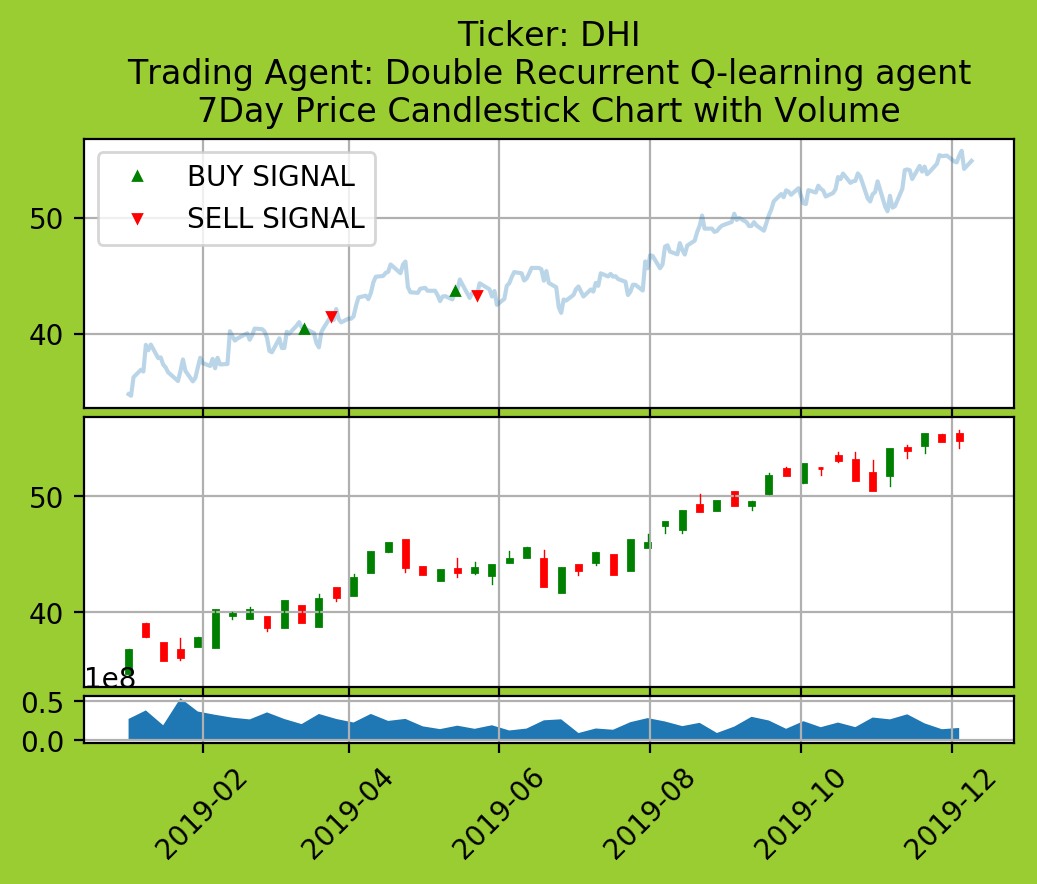 Ticker: DHI
Trading Agent: Double Recurrent Q-learning agent
7Day Price Candlestick Chart with Volume
BUY SIGNAL
SELL SIGNAL
50
40
50
40
1e8
0.5
0.0
2019-02
2019-04
2019-06
2019-08
2019-10
2019-12